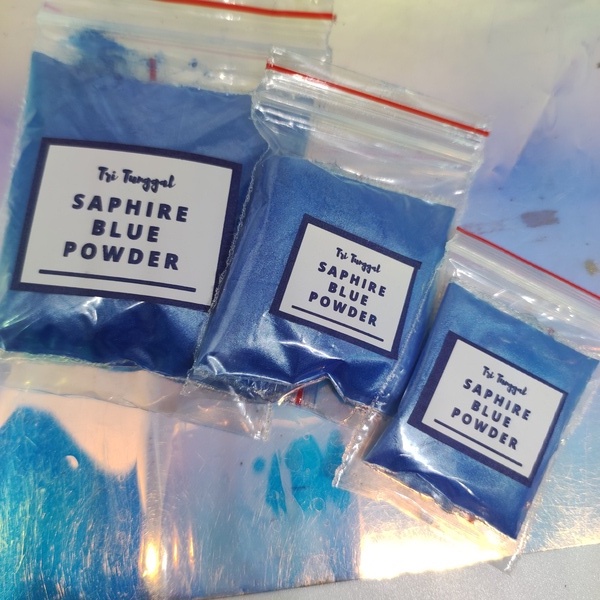 Tri Tunggal
SAPHIRE
BLUE
POWDER
Tri Tunggal
SAPHIRE
BLUE
POWDER
Tri Tunggal
SAPHIRE
BLUE
POWDER